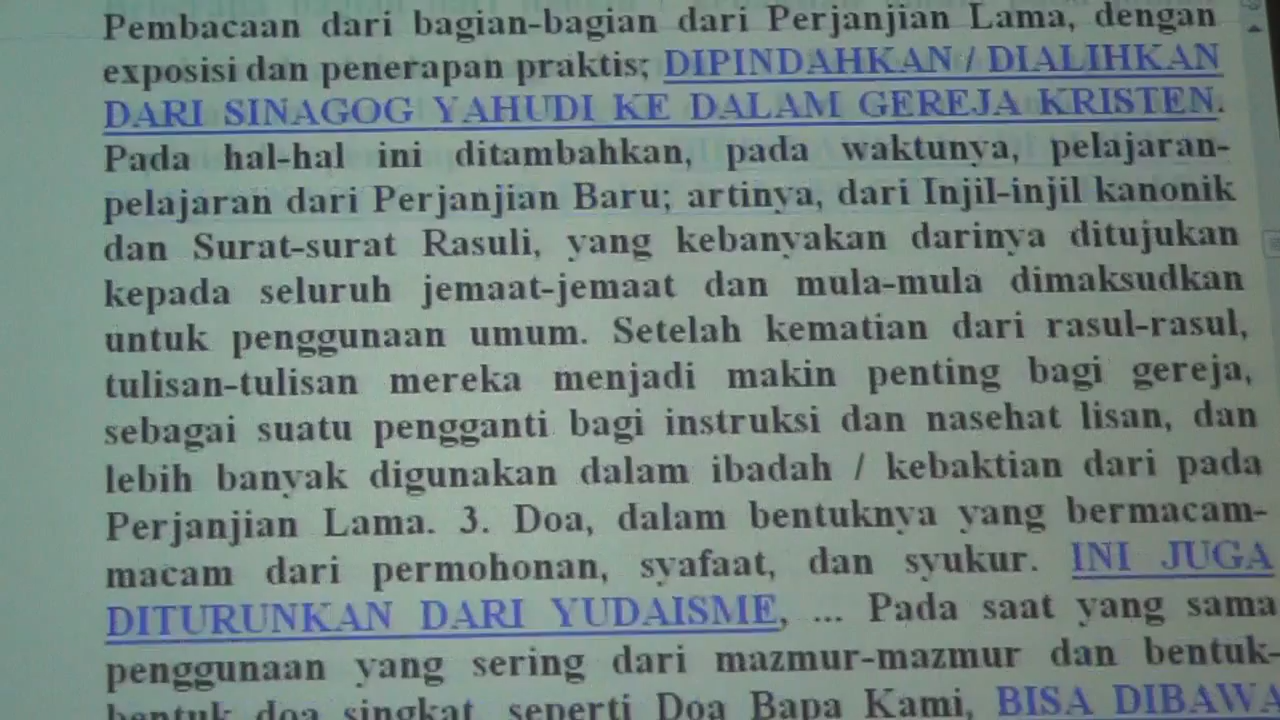 Pembacaan dari bagian-bagian dari Perjanjian Lama, dengan
exposisi dan penerapan praktis; DIPINDAHKAN / DIALIHKAN
DARI SINAGOG YAHUDI KE DALAM GEREJA KRISTEN.
Pada hal-hal ini ditambahkan, pada waktunya, pelajaran-
pelajaran dari Perjanjian Baru; artinya, dari Injil-injil kanonik
dan Surat-surat Rasuli, yang kebanyakan darinya ditujukan
kepada seluruh jemaat-jemaat dan mula-mula dimaksudkan
untuk penggunaan umum. Setelah kematian dari rasul-rasul,
tulisan-tulisan mereka menjadi makin penting bagi gereja,
sebagai suatu pengganti bagi instruksi dan nasehat lisan, dan
lebih banyak digunakan dalam ibadah / kebaktian dari pada
Perjanjian Lama. 3. Doa, dalam bentuknya yang bermacam-
macam dari permohonan, syafaat, dan syukur. INI JUGA
DITURUNKAN DARI YUDAISME, ... Pada saat yang sama
penggunaan yang sering dari mazmur-mazmur dan bentuk-
bentuk doa singkat, seperti Doa Bapa Kami, BISA DIBAWA